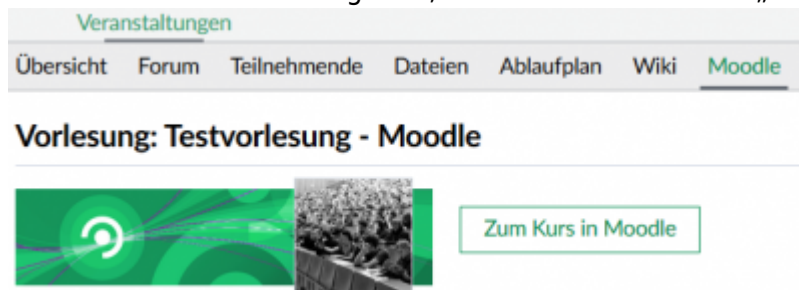 Veranstaltungen
Übersicht Forum Teilnehmende Dateien Ablaufplan Wiki Moodle
Vorlesung: Testvorlesung - Moodle
Zum Kurs in Moodle